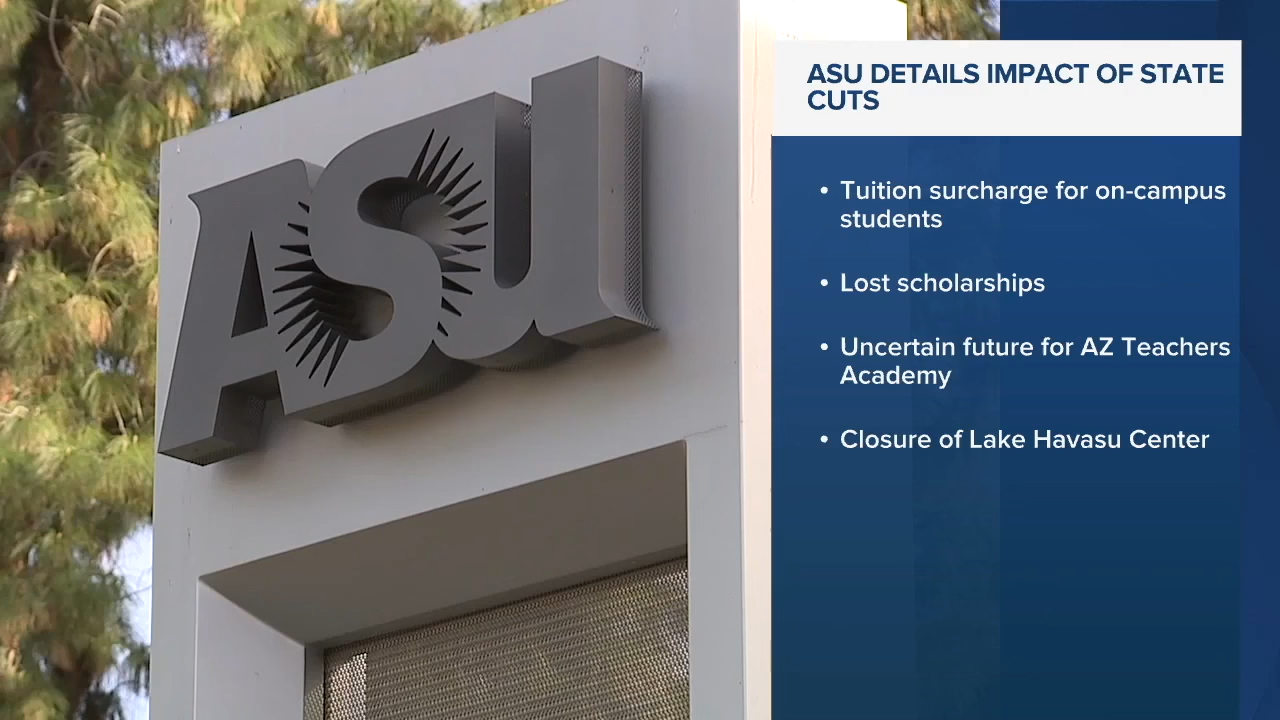 ASU
ASU DETAILS IMPACT OF STATE
CUTS
• Tuition surcharge for on-campus
students
• Lost scholarships
• Uncertain future for AZ Teachers
Academy
• Closure of Lake Havasu Center